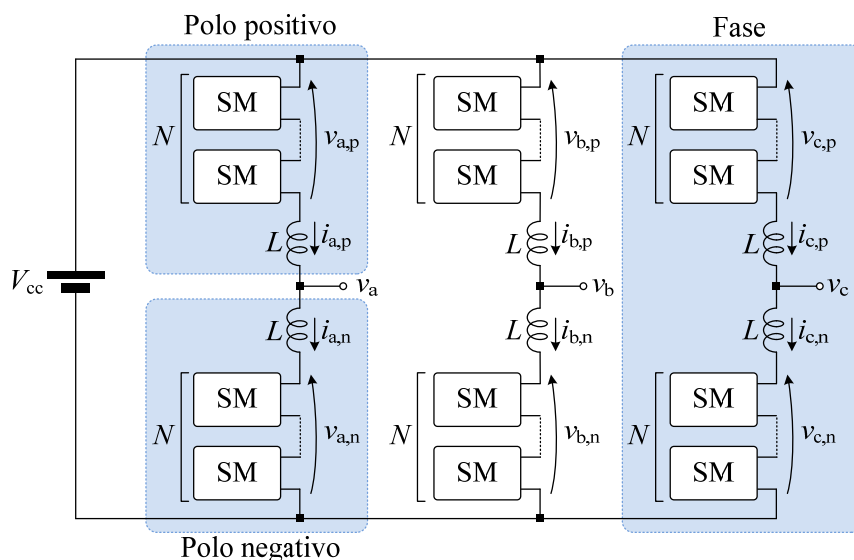 Polo positivo
Fase
SM
SM
SM
N
v_a,p
N
v_b,p
N
v_c,p
SM
SM
SM
L
i_a,p
L
i_b,p
L
i_c,p
V_cc
v_a
v_b
v_c
L
i_a,n
L
i_b,n
L
i_c,n
SM
SM
SM
N
v_a,n
N
v_b,n
N
v_c,n
SM
SM
SM
Polo negativo